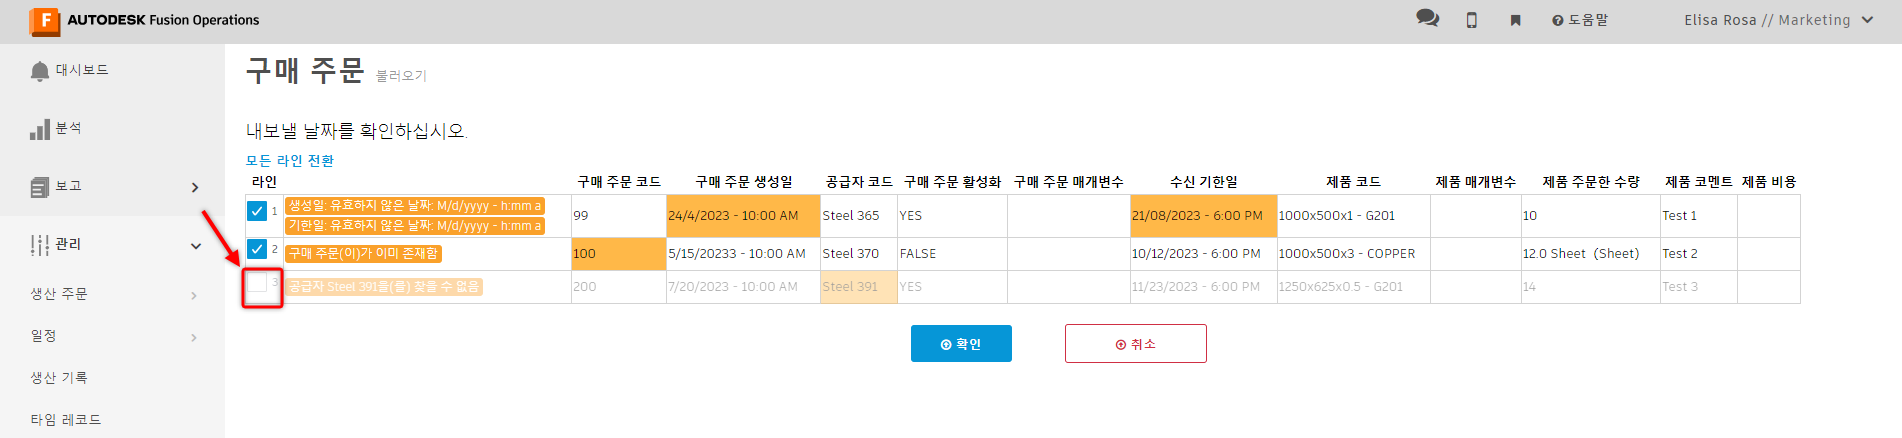 F AUTODESK Fusion Operations
도움말
Elisa Rosa // Marketing
대시보드
분석
보고
관리
생산 주문
일정
생산 기록
타임 레코드
구매 주문 불러오기
내보낼 날짜를 확인하십시오.
모든 라인 전환
라인 구매 주문 코드 구매 주문 생성일 공급자 코드 구매 주문 활성화 구매 주문 매개변수 수신 기한일 제품 코드 제품 매개변수 제품 주문한 수량 제품 코멘트 제품 비용
1 생성일: 유효하지 않은 날짜: M/d/yyyy - h:mm a
기한일: 유효하지 않은 날짜: M/d/yyyy - h:mm a
99 24/4/2023 - 10:00 AM Steel 365 YES 21/08/2023 - 6:00 PM 1000x500x1 - G201 10 Test 1
2 구매 주문(이)가 이미 존재함 100 5/15/20233 - 10:00 AM Steel 370 FALSE 10/12/2023 - 6:00 PM 1000x500x3 - COPPER 12.0 Sheet (Sheet) Test 2
3 공급자 Steel 391을(를) 찾을 수 없음 200 7/20/2023 - 10:00 AM Steel 391 YES 11/23/2023 - 6:00 PM 1250x625x0.5 - G201 14 Test 3
확인
취소